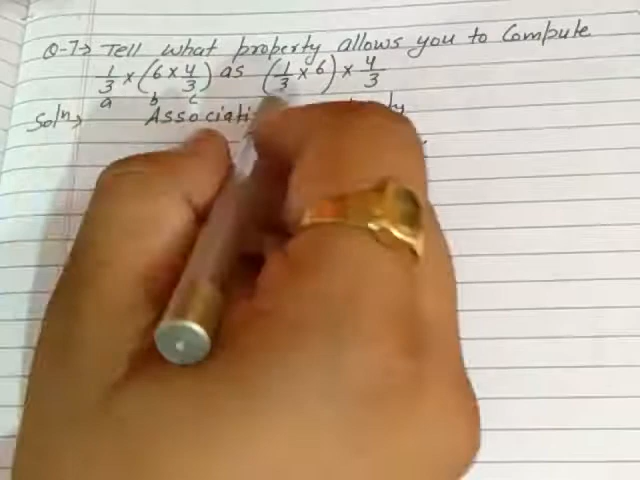 Q-7→ Tell what property allows you to Compute
1/3 × (6 × 4/3) as (1/3 × 6) × 4/3
a b c
Solⁿ→